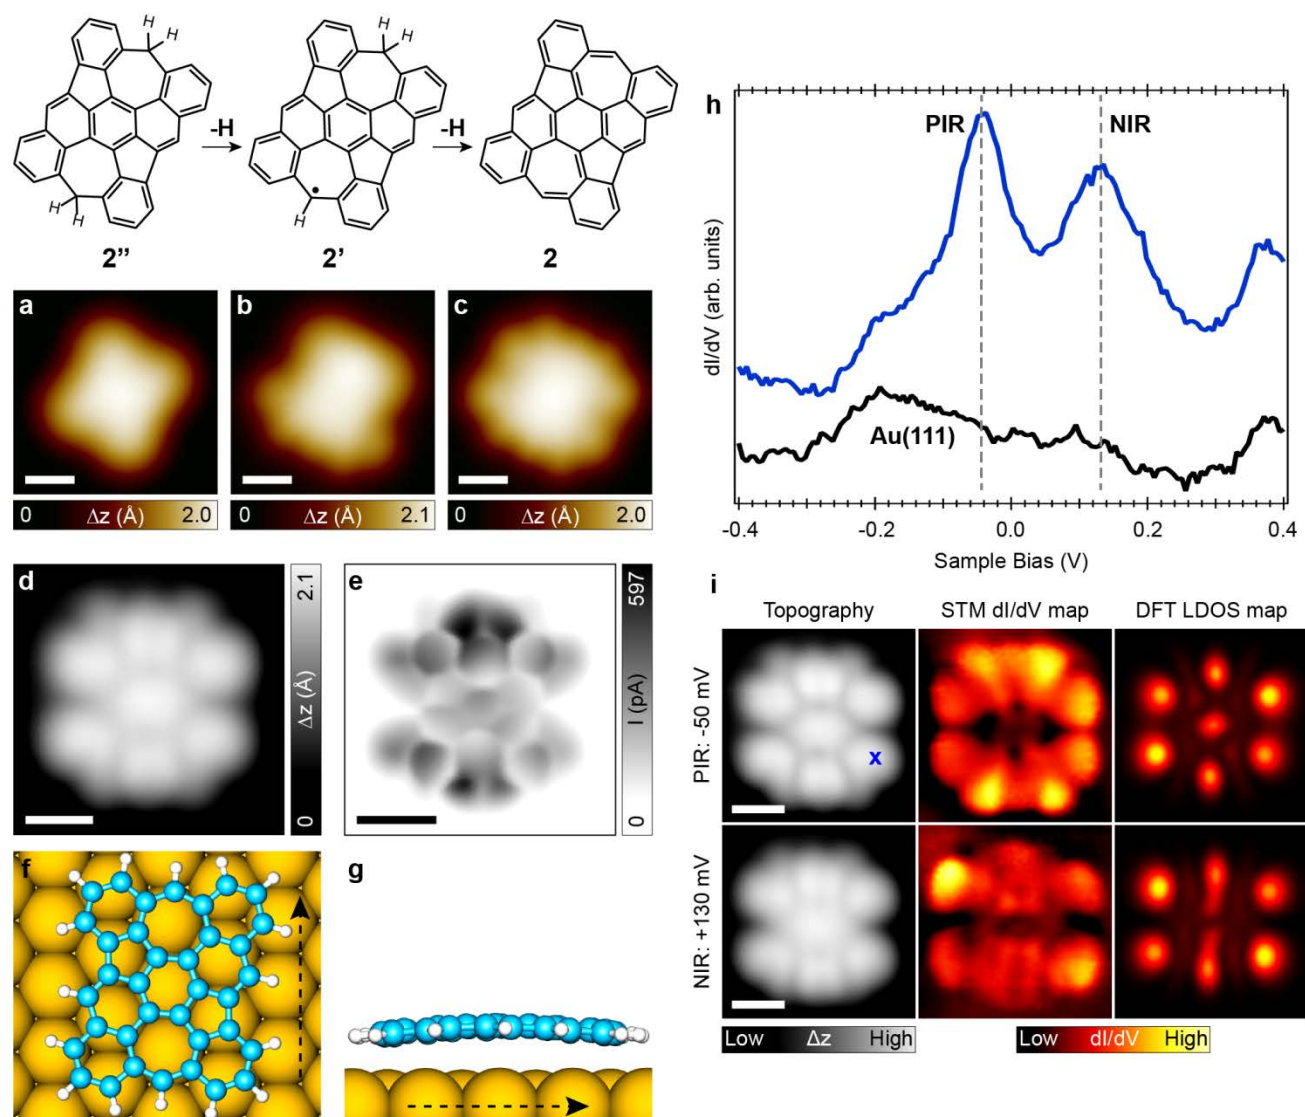 H
H
H
H
-H
-H
H
H
H
H
2”
2’
2
a
b
c
0 Δz (Å) 2.0
0 Δz (Å) 2.1
0 Δz (Å) 2.0
d
0 Δz (Å) 2.1
e
0 I (pA) 597
f
g
h
PIR
NIR
Au(111)
dI/dV (arb. units)
-0.4 -0.2 0.0 0.2 0.4
Sample Bias (V)
i
Topography STM dI/dV map DFT LDOS map
PIR: -50 mV
x
NIR: +130 mV
Low Δz High
Low dI/dV High